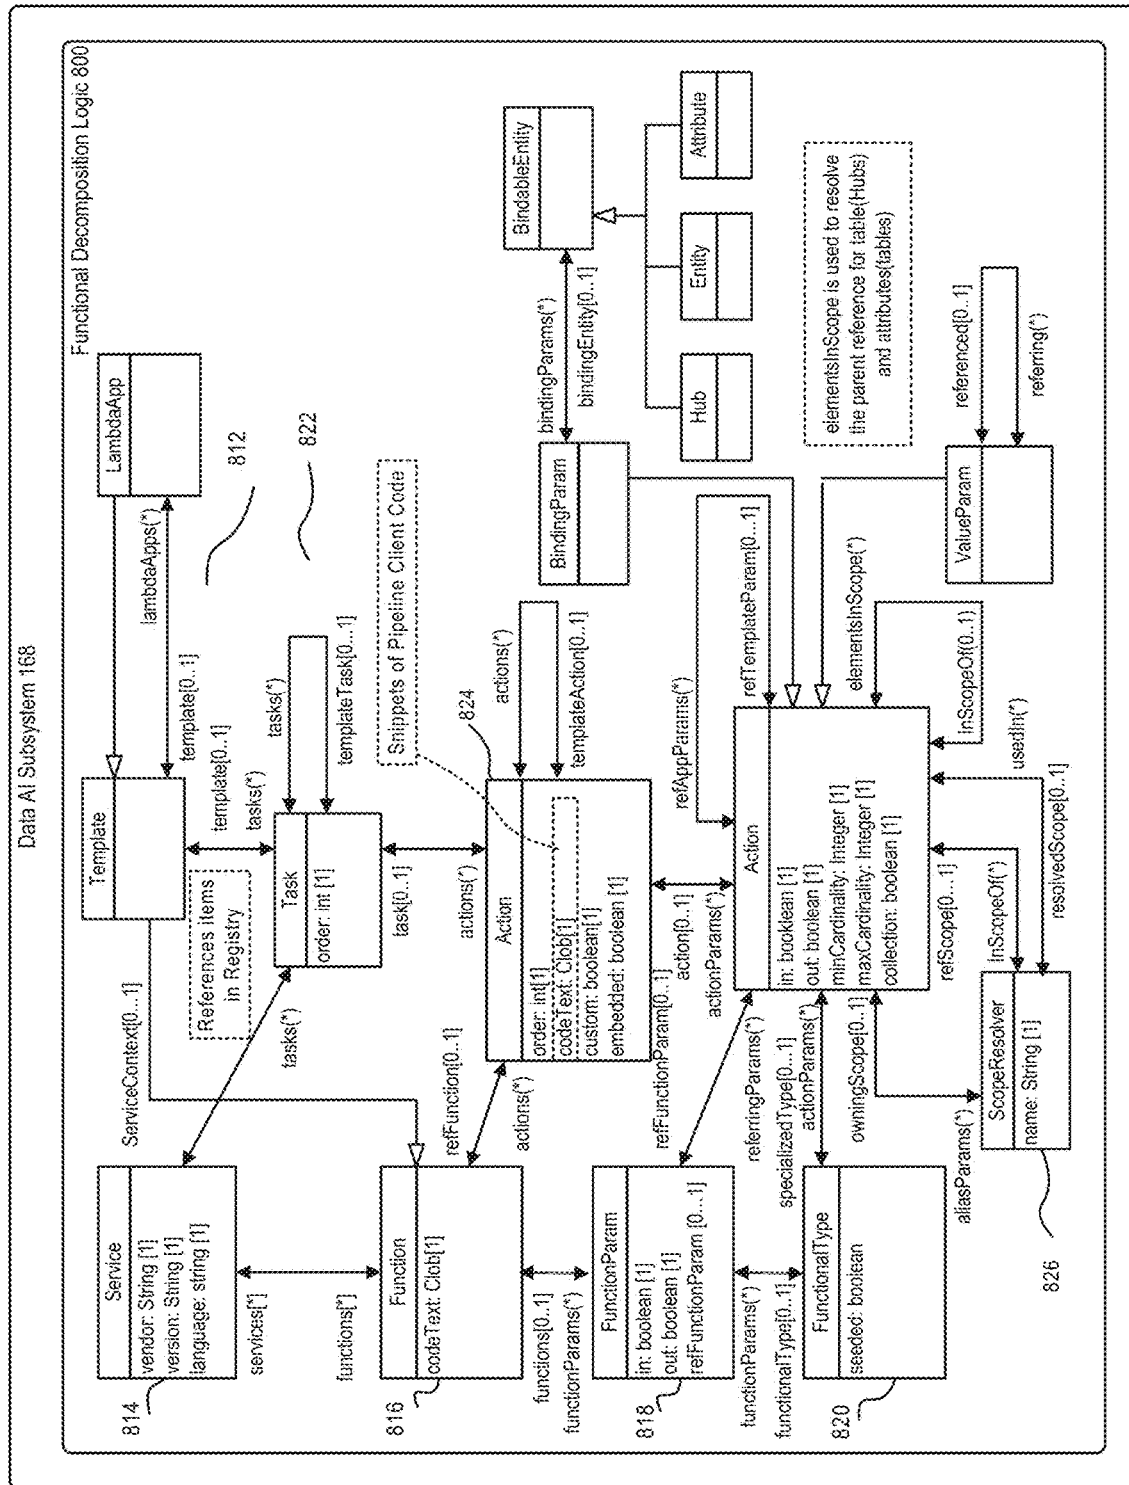 Data AI Subsystem 168
Functional Decomposition Logic 800
Service
vendor: String [1]
version: String [1]
language: string [1]
814
services[*]
functions[*]
ServiceContext[0..1]
Template
LambdaApp
template[0..1]
lambdaApps(*)
812
822
References items
in Registry
template[0..1]
tasks(*)
tasks(*)
Task
order: int [1]
tasks(*)
templateTask[0...1]
task[0..1]
actions(*)
Snippets of Pipeline Client Code
Function
codeText: Clob[1]
816
refFunction[0..1]
actions(*)
Action
order: int[1]
codeText: Clob[1]
custom: boolean[1]
embedded: boolean [1]
824
actions(*)
templateAction[0..1]
functions[0..1]
functionParams(*)
FunctionParam
in: boolean [1]
out: boolean [1]
refFunctionParam [0...1]
818
refFunctionParam[0..1]
referringParams(*)
action[0..1]
actionParams(*)
refAppParams(*)
refTemplateParam[0...1]
BindingParam
bindingParams(*)
bindingEntity[0..1]
BindableEntity
Hub
Entity
Attribute
functionParams(*)
functionalType[0..1]
FunctionalType
seeded: boolean
820
specializedType[0..1]
actionParams(*)
Action
in: booklean [1]
out: boolean [1]
minCardinality: Integer [1]
maxCardinality: Integer [1]
collection: boolean [1]
owningScope[0..1]
aliasParams(*)
elementsInScope(*)
InScopeOf(0..1)
elementsInScope is used to resolve
the parent reference for table(Hubs)
and attributes(tables)
ValueParam
referenced[0..1]
referring(*)
refScope[0..1]
InScopeOf(*)
usedIn(*)
resolvedScope[0..1]
ScopeResolver
name: String [1]
826